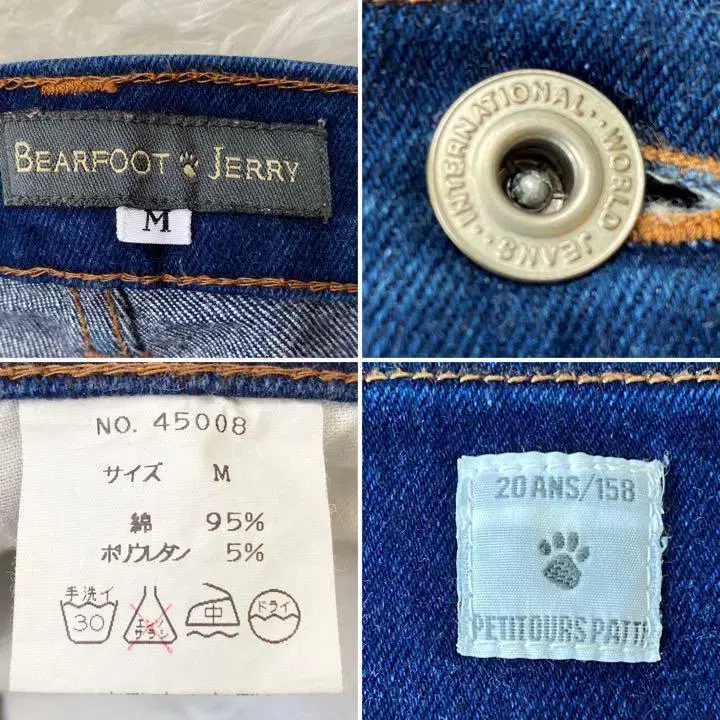 BEARFOOT JERRY
M
INTERNATIONAL · · WORLD JEANS · ·
NO. 45008
サイズ M
綿 95%
ポリウレタン 5%
手洗イ
30
エンソ
サラシ
中
ドライ
20 ANS/158
PETITOURS PATT